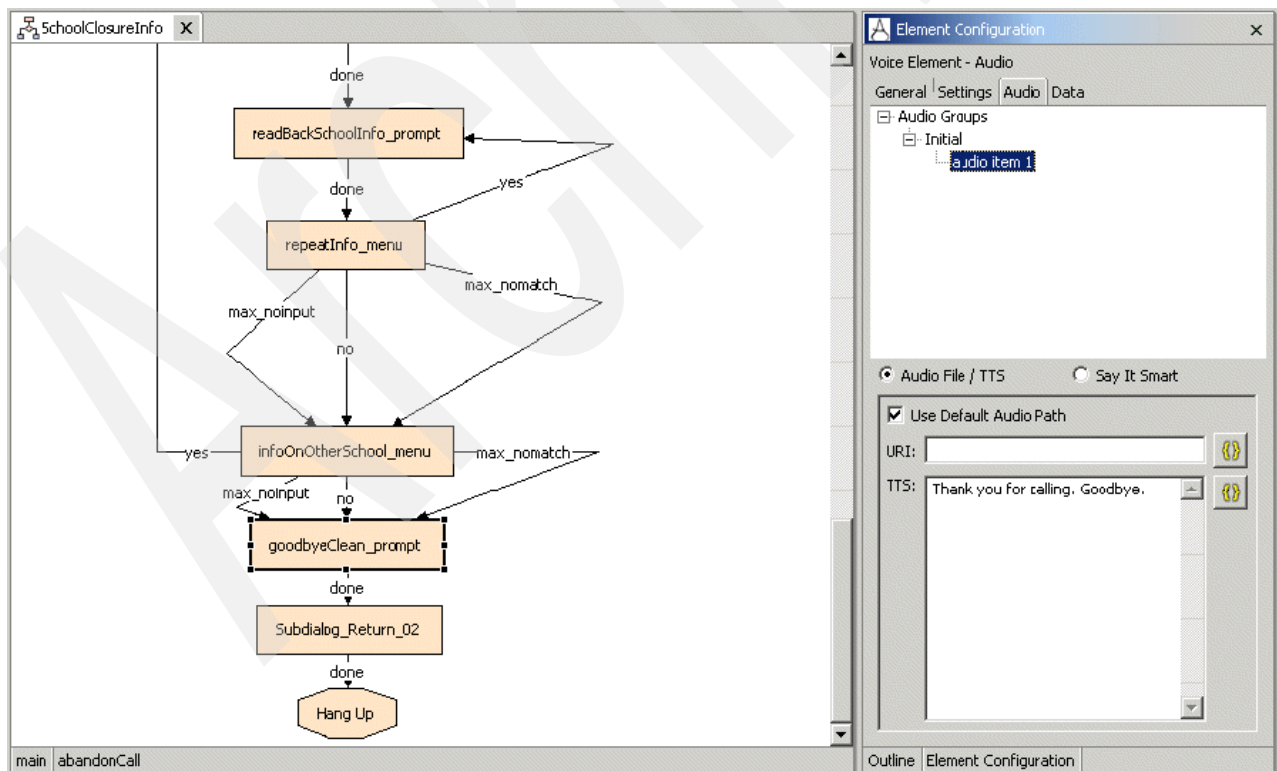 SchoolClosureInfo X
done
readBackSchoolInfo_prompt
done
yes
repeatInfo_menu
max_noinput
max_nomatch
no
yes
infoOnOtherSchool_menu
max_nomatch
max_noinput
no
goodbyeClean_prompt
done
Subdialog_Return_02
done
Hang Up
main abandonCall
Element Configuration
Voice Element - Audio
General Settings Audio Data
Audio Groups
Initial
audio item 1
Audio File / TTS Say It Smart
Use Default Audio Path
URI:
TTS: Thank you for calling. Goodbye.
Outline Element Configuration